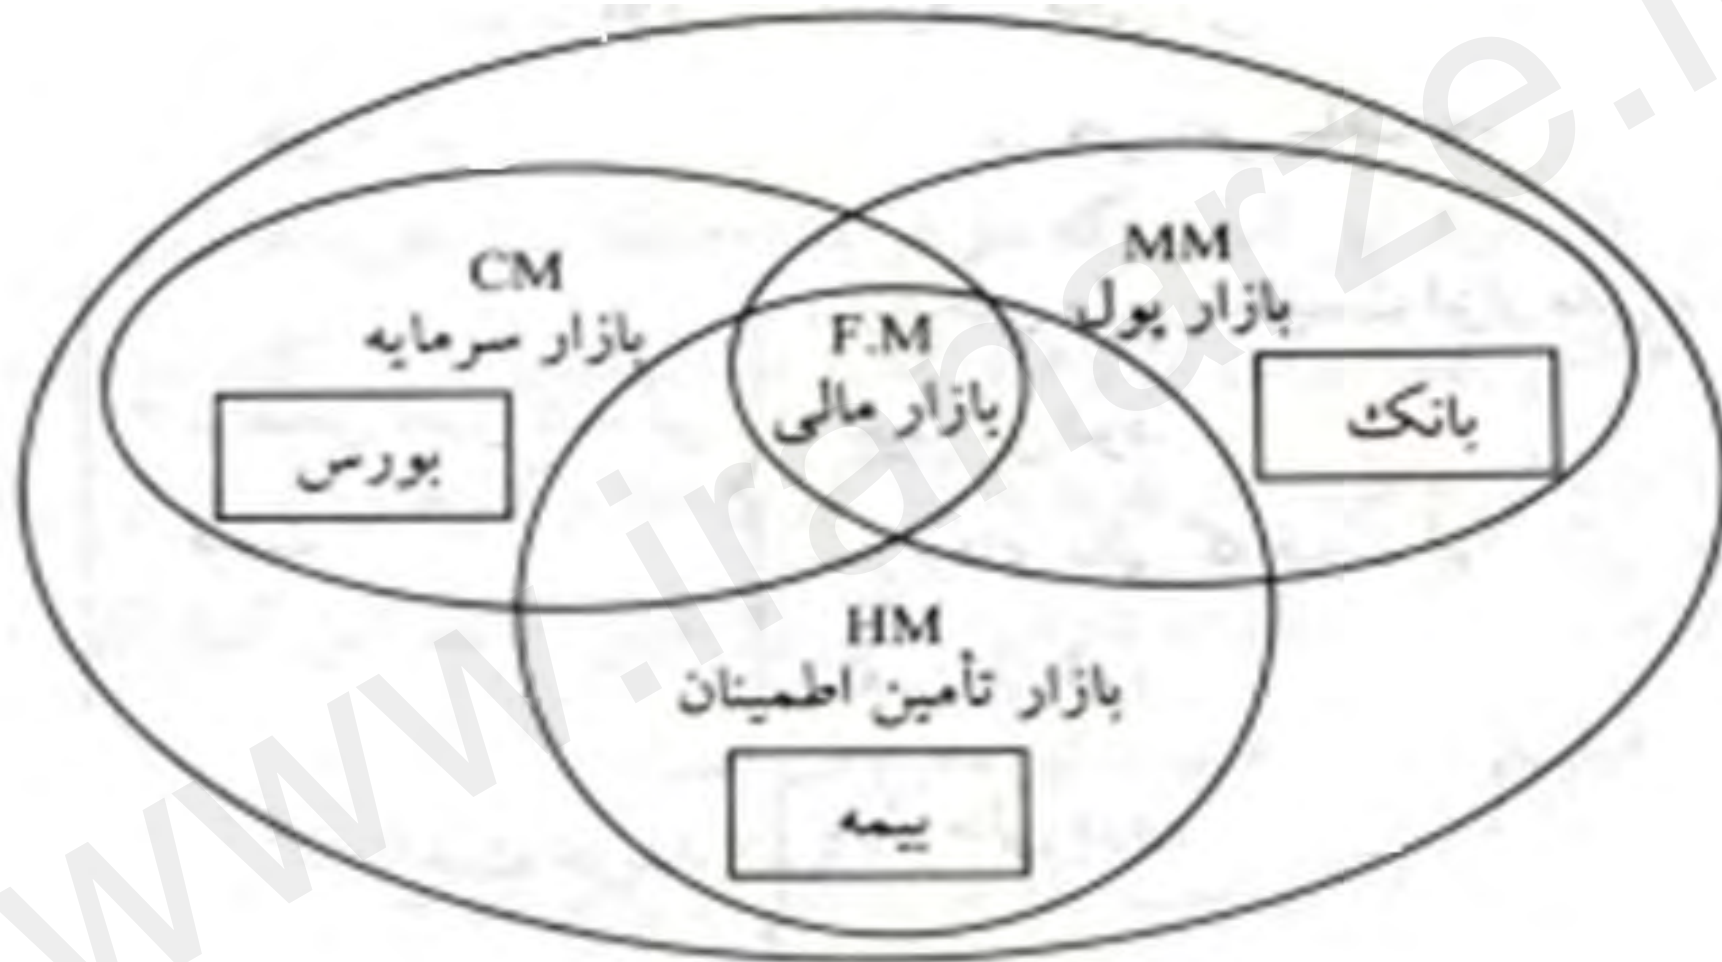 MM
بازار پول
بانک
CM
بازار سرمایه
بورس
F.M
بازار مالی
HM
بازار تأمین اطمینان
بیمه
www.iranarze.ir